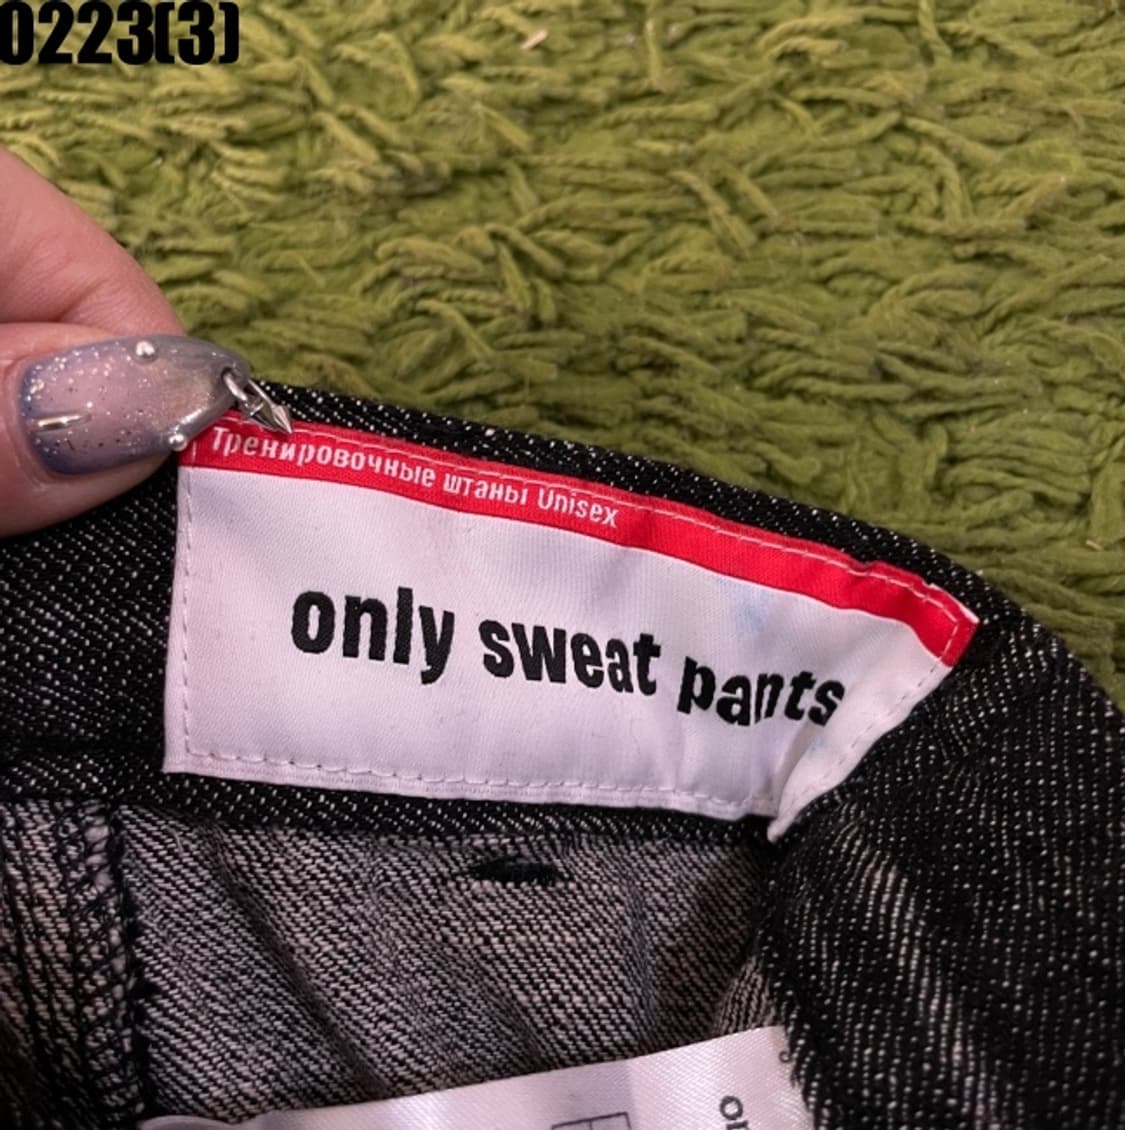 0223(3)
Тренировочные штаны Unisex
only sweat pants